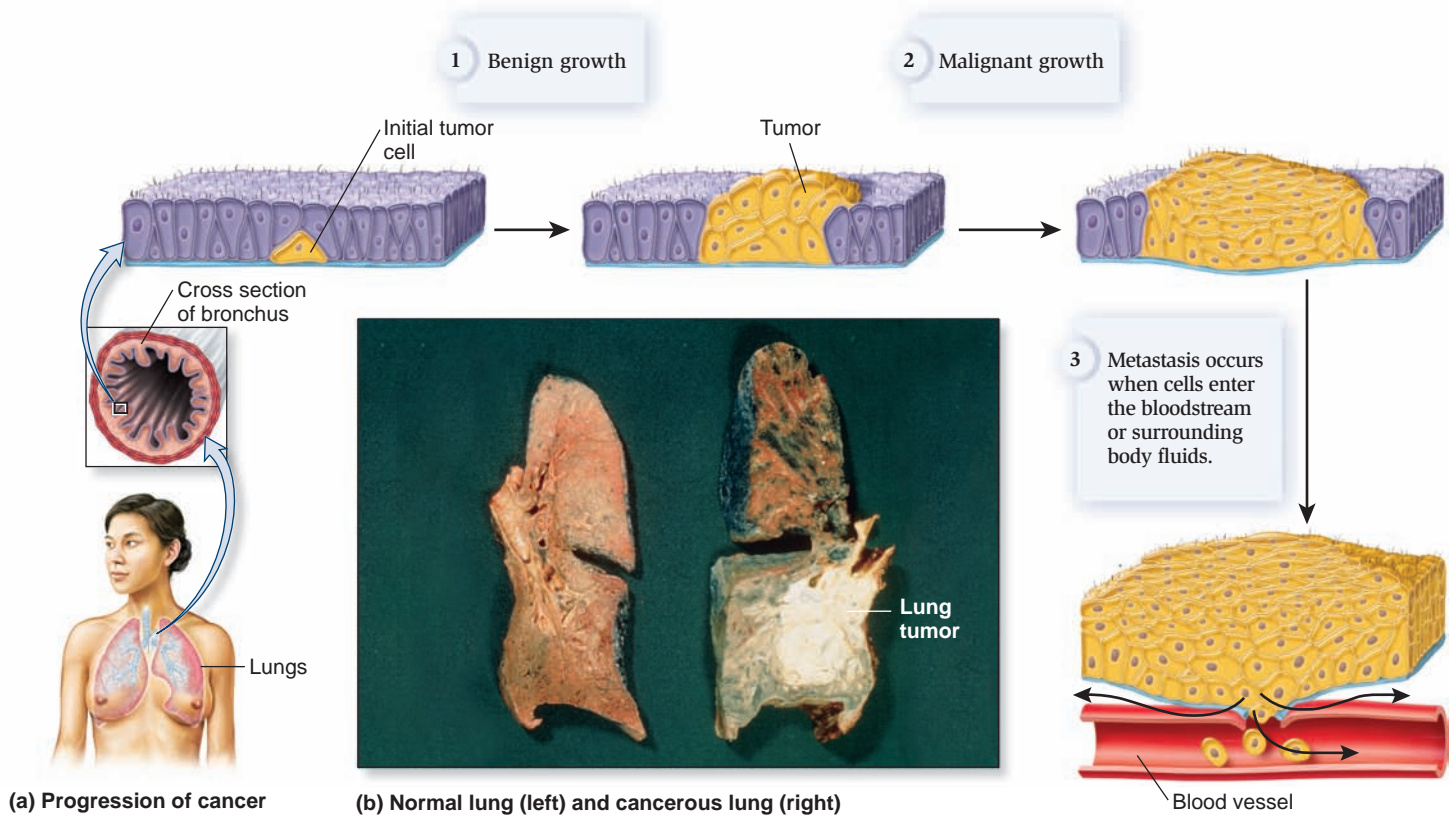 1 Benign growth
2 Malignant growth
Initial tumor
cell
Tumor
Cross section
of bronchus
3 Metastasis occurs
when cells enter
the bloodstream
or surrounding
body fluids.
Lung
tumor
Lungs
Blood vessel
(a) Progression of cancer
(b) Normal lung (left) and cancerous lung (right)